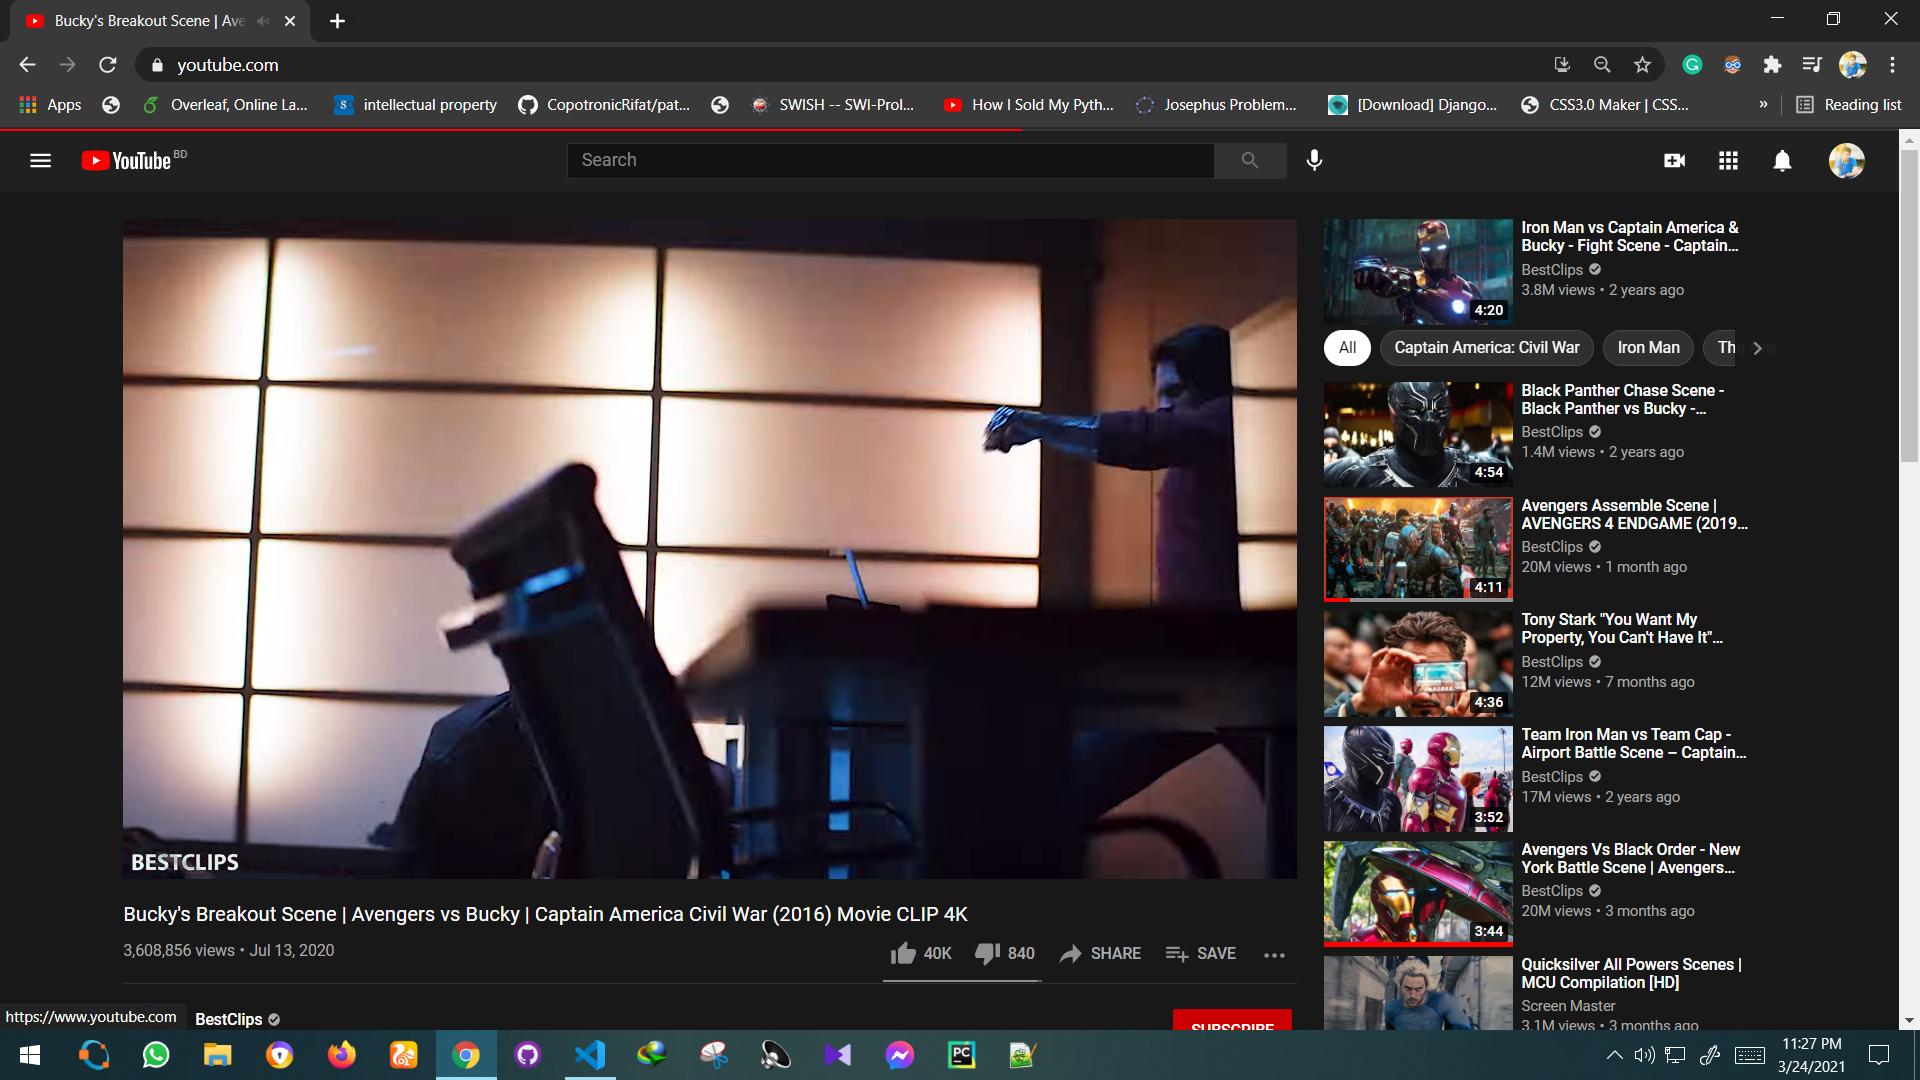 Bucky's Breakout Scene | Ave
youtube.com
Apps
Overleaf, Online La...
intellectual property
CopotronicRifat/pat...
SWISH -- SWI-Prol...
How I Sold My Pyth...
Josephus Problem...
[Download] Django...
CSS3.0 Maker | CSS...
»
Reading list
YouTube BD
Search
BESTCLIPS
Bucky's Breakout Scene | Avengers vs Bucky | Captain America Civil War (2016) Movie CLIP 4K
3,608,856 views • Jul 13, 2020
40K
840
SHARE
SAVE
https://www.youtube.com
BestClips
SUBSCRIBE
Iron Man vs Captain America &
Bucky - Fight Scene - Captain...
BestClips
3.8M views • 2 years ago
4:20
All
Captain America: Civil War
Iron Man
Black Panther Chase Scene -
Black Panther vs Bucky -...
BestClips
1.4M views • 2 years ago
4:54
Avengers Assemble Scene |
AVENGERS 4 ENDGAME (2019...
BestClips
20M views • 1 month ago
4:11
Tony Stark "You Want My
Property, You Can't Have It"...
BestClips
12M views • 7 months ago
4:36
Team Iron Man vs Team Cap -
Airport Battle Scene – Captain...
BestClips
17M views • 2 years ago
3:52
Avengers Vs Black Order - New
York Battle Scene | Avengers...
BestClips
20M views • 3 months ago
3:44
Quicksilver All Powers Scenes |
MCU Compilation [HD]
Screen Master
3.1M views • 3 months ago
11:27 PM
3/24/2021